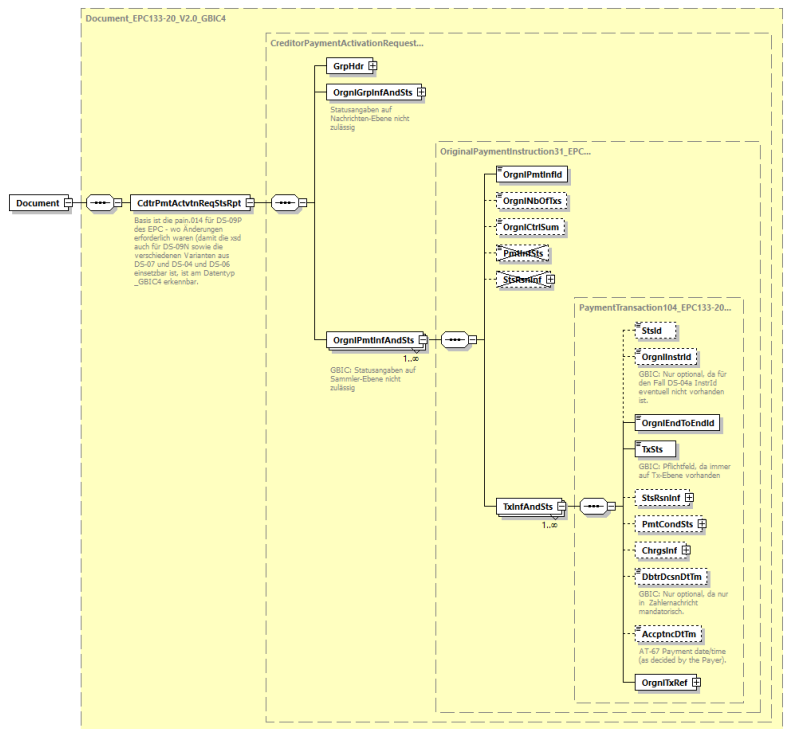 Document_EPC133-20_V2.0_GBIC4
CreditorPaymentActivationRequest...
GrpHdr
OrgnlGrpInfAndSts
Statusangaben auf
Nachrichten-Ebene nicht
zulässig
OriginalPaymentInstruction31_EPC...
OrgnlPmtInfId
OrgnlNbOfTxs
OrgnlCtrlSum
PmtInfSts
StsRsnInf
Document
CdtrPmtActvtnReqStsRpt
Basis ist die pain.014 für DS-09P
des EPC - wo Änderungen
erforderlich waren (damit die xsd
auch für DS-09N sowie die
verschiedenen Varianten aus
DS-07 und DS-04 und DS-06
einsetzbar ist, ist am Datentyp
_GBIC4 erkennbar.
OrgnlPmtInfAndSts
1..∞
GBIC: Statusangaben auf
Sammler-Ebene nicht
zulässig
PaymentTransaction104_EPC133-20...
StsId
OrgnlInstrId
GBIC: Nur optional, da für
den Fall DS-04a InstrId
eventuell nicht vorhanden
ist.
OrgnlEndToEndId
TxSts
GBIC: Pflichtfeld, da immer
auf Tx-Ebene vorhanden
TxInfAndSts
1..∞
StsRsnInf
PmtCondSts
ChrgsInf
DbtrDcsnDtTm
GBIC: Nur optional, da nur
in Zahlernachricht
mandatorisch.
AccptncDtTm
AT-67 Payment date/time
(as decided by the Payer).
OrgnlTxRef